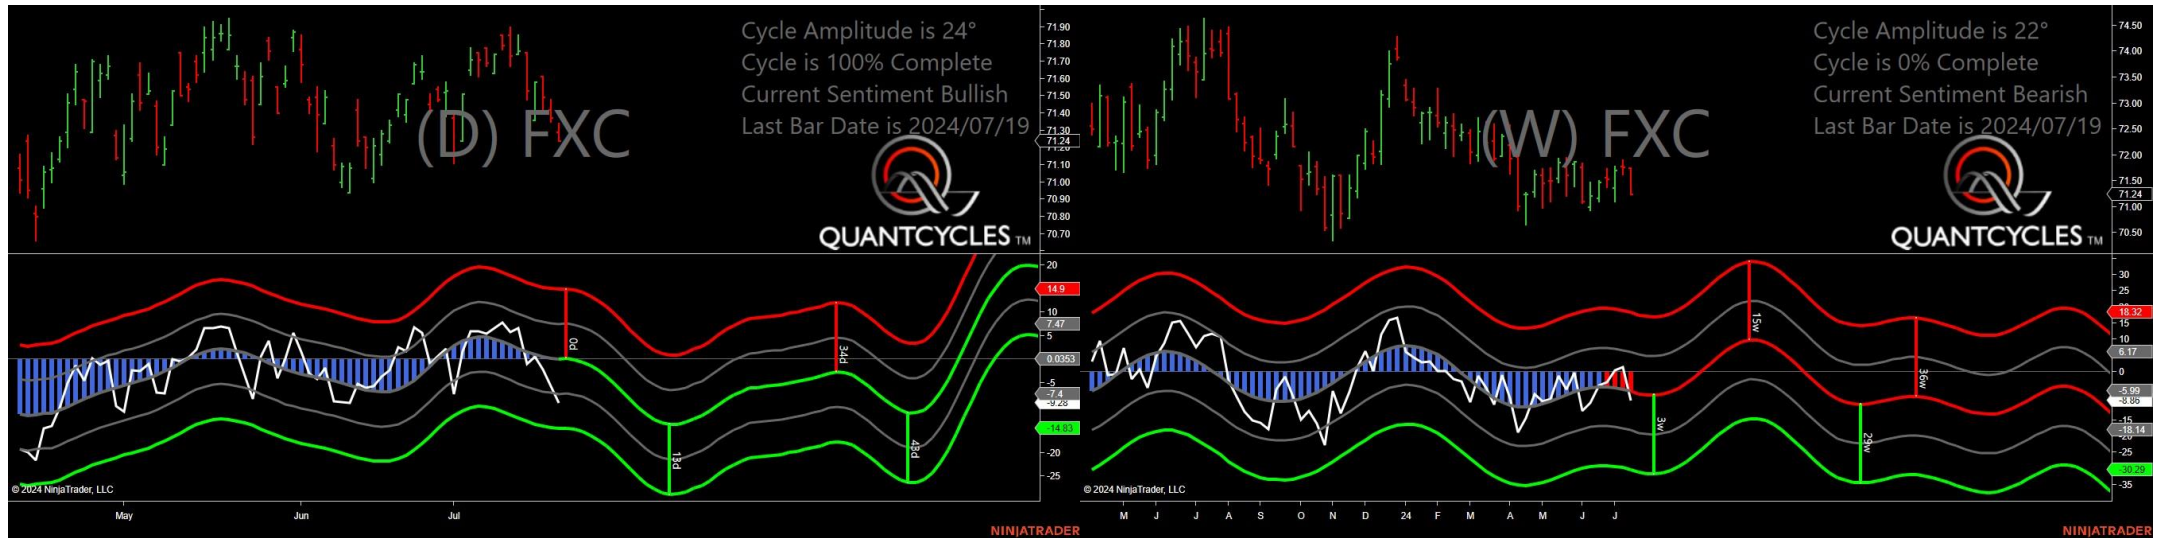 Cycle Amplitude is 24°
Cycle is 100% Complete
Current Sentiment Bullish
Last Bar Date is 2024/07/19
(D) FXC
QUANTCYCLES TM
71.90
71.80
71.70
71.60
71.50
71.40
71.30
71.24
71.10
71.00
70.90
70.80
70.70
20
14.9
10
7.47
5
0.0353
-5
-7.4
-9.28
-14.83
-20
-25
0d
13d
34d
43d
© 2024 NinjaTrader, LLC
May
Jun
Jul
NINJATRADER
Cycle Amplitude is 22°
Cycle is 0% Complete
Current Sentiment Bearish
Last Bar Date is 2024/07/19
(W) FXC
QUANTCYCLES TM
74.50
74.00
73.50
73.00
72.50
72.00
71.50
71.24
71.00
70.50
30
25
18.32
15
10
6.17
0
-5.99
-8.86
-15
-18.14
-20
-25
-30.29
-35
3w
15w
29w
36w
© 2024 NinjaTrader, LLC
M
J
J
A
S
O
N
D
24
F
M
A
M
J
J
NINJATRADER